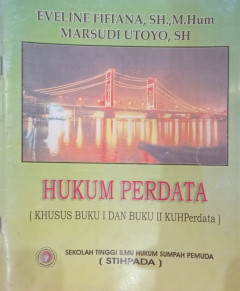 EVELINE FIFIANA, SH.,M.Hum
MARSUDI UTOYO, SH
HUKUM PERDATA
( KHUSUS BUKU I DAN BUKU II KUHPerdata )
SEKOLAH TINGGI ILMU HUKUM SUMPAH PEMUDA
( STIHPADA )